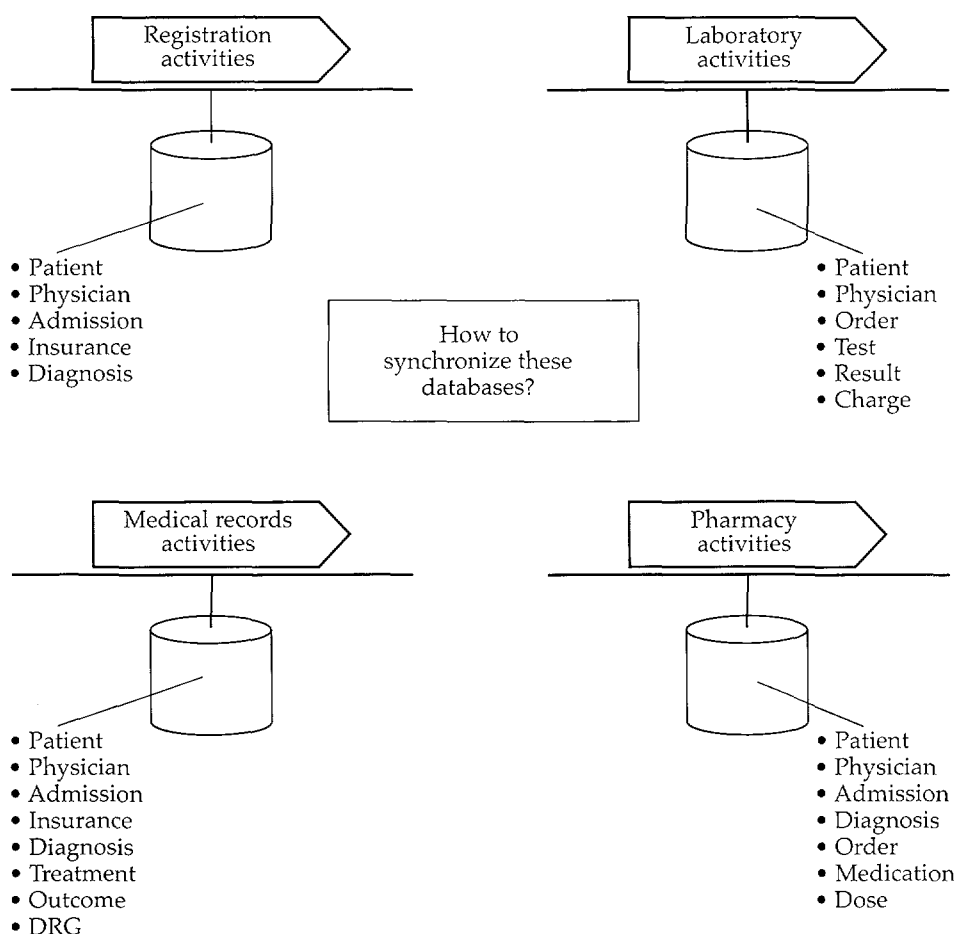 Registration
activities
• Patient
• Physician
• Admission
• Insurance
• Diagnosis
Laboratory
activities
• Patient
• Physician
• Order
• Test
• Result
• Charge
How to
synchronize these
databases?
Medical records
activities
• Patient
• Physician
• Admission
• Insurance
• Diagnosis
• Treatment
• Outcome
• DRG
Pharmacy
activities
• Patient
• Physician
• Admission
• Diagnosis
• Order
• Medication
• Dose